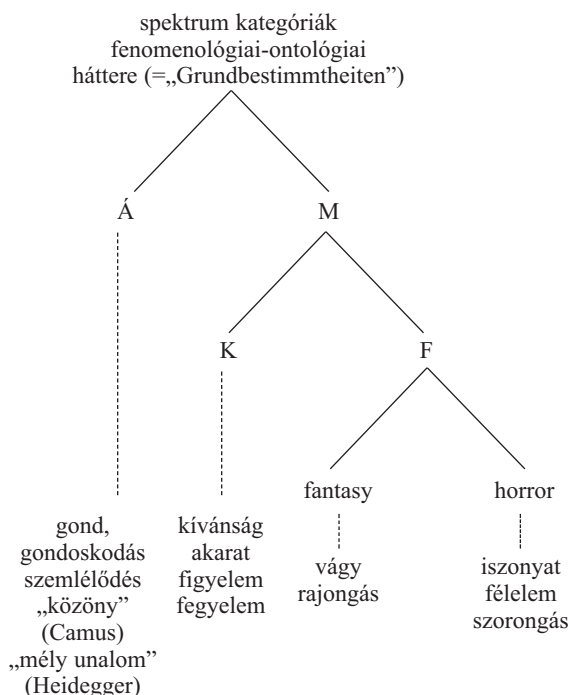 spektrum kategóriák
fenomenológiai-ontológiai
háttere (=„Grundbestimmtheiten”)
Á
M
K
F
fantasy
horror
gond,
gondoskodás
szemlélődés
„közöny”
(Camus)
„mély unalom”
(Heidegger)
kívánság
akarat
figyelem
fegyelem
vágy
rajongás
iszonyat
félelem
szorongás